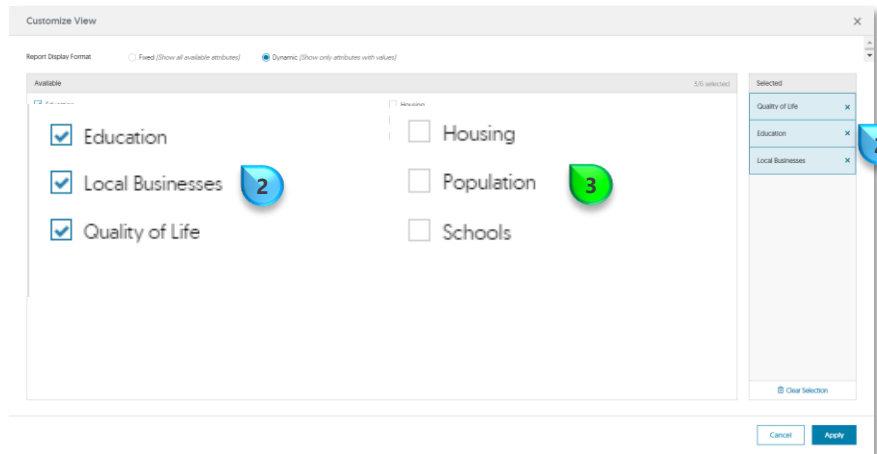 Customize View
Report Display Format
Fixed (Show all available attributes)
Dynamic (Show only attributes with values)
Available
3/6 selected
Selected
Education
Housing
Quality of Life
Education
Local Businesses
Education
Local Businesses
2
Quality of Life
Housing
Population
3
Schools
Clear Selection
Cancel
Apply